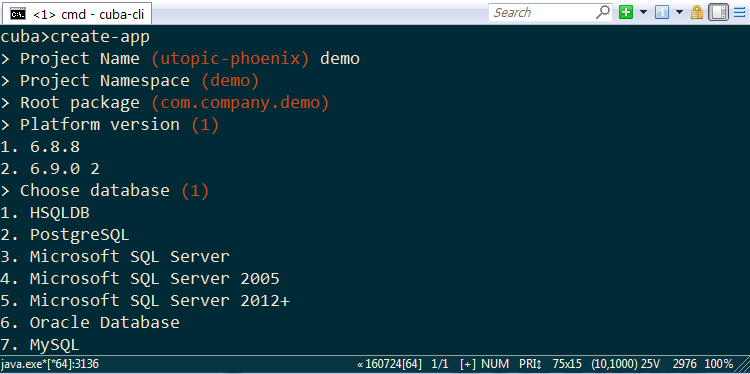 <1> cmd - cuba-cli
Search
cuba>create-app
> Project Name (utopic-phoenix) demo
> Project Namespace (demo)
> Root package (com.company.demo)
> Platform version (1)
1. 6.8.8
2. 6.9.0 2
> Choose database (1)
1. HSQLDB
2. PostgreSQL
3. Microsoft SQL Server
4. Microsoft SQL Server 2005
5. Microsoft SQL Server 2012+
6. Oracle Database
7. MySQL
java.exe*[*64]:3136 « 160724[64] 1/1 [+] NUM PRI↕ 75x15 (10,1000) 25V 2976 100%